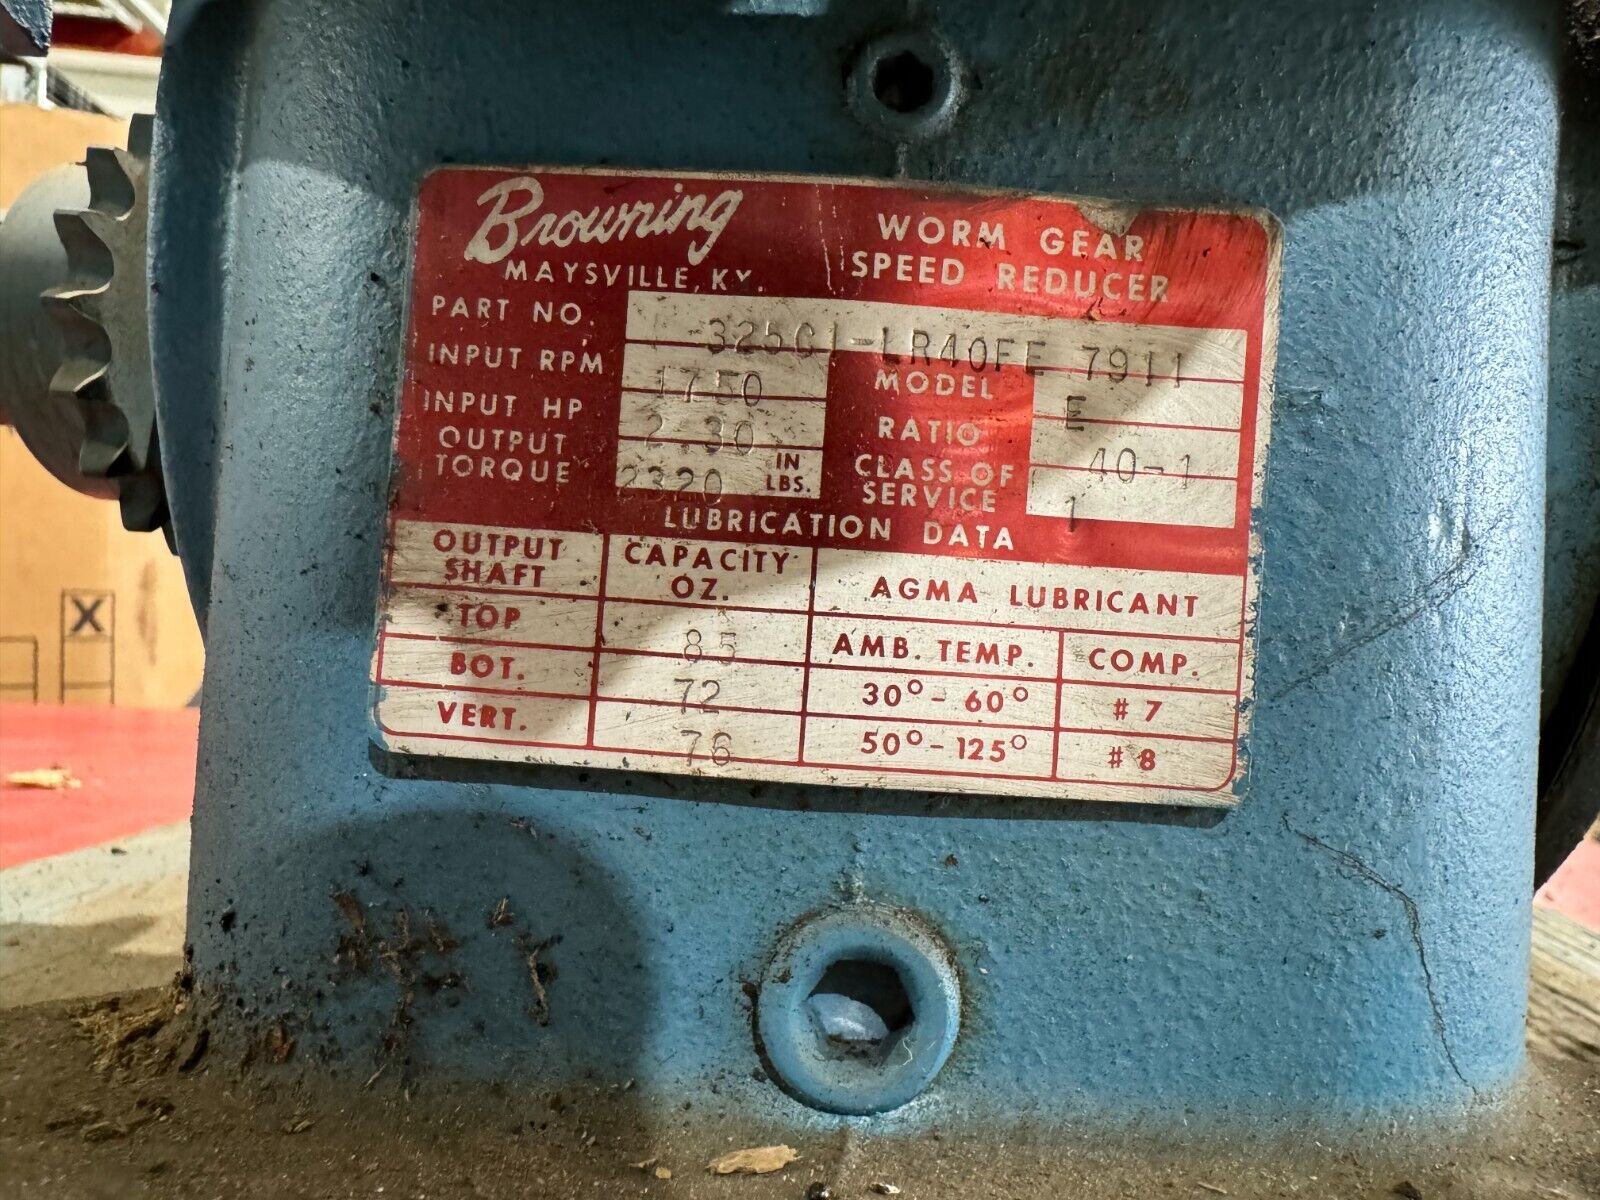 Browning
MAYSVILLE, KY.
WORM GEAR
SPEED REDUCER
PART NO. 325G1-LR40FE 7911
INPUT RPM 1750
MODEL E
INPUT HP 2.30
RATIO 40-1
OUTPUT
TORQUE 2320 IN
LBS.
CLASS OF
SERVICE 1
LUBRICATION DATA
OUTPUT
SHAFT
CAPACITY
OZ.
AGMA LUBRICANT
TOP 85 AMB. TEMP. COMP.
BOT. 72 30° - 60° # 7
VERT. 76 50° - 125° # 8
X